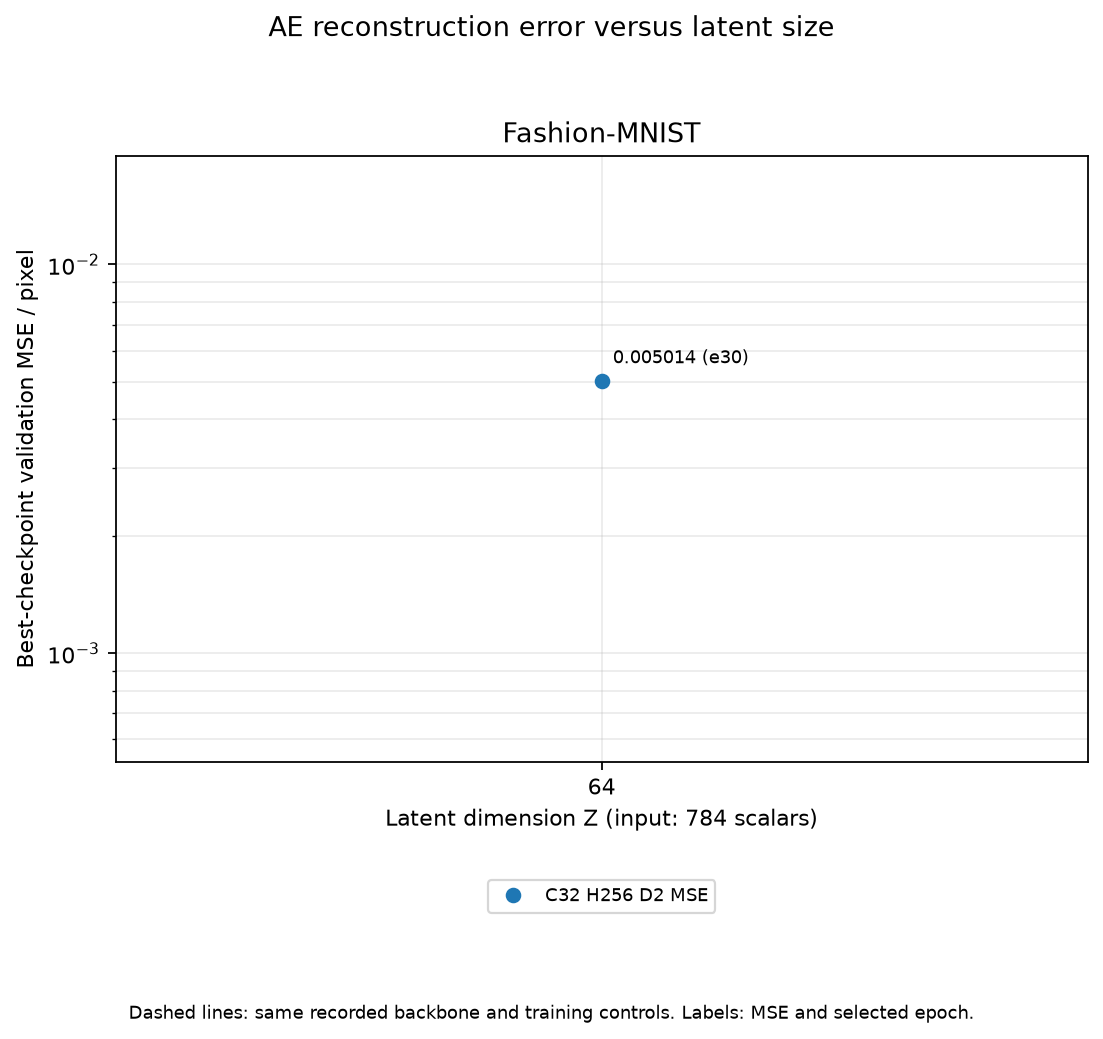 AE reconstruction error versus latent size
Fashion-MNIST
Best-checkpoint validation MSE / pixel
10⁻²
10⁻³
0.005014 (e30)
64
Latent dimension Z (input: 784 scalars)
C32 H256 D2 MSE
Dashed lines: same recorded backbone and training controls. Labels: MSE and selected epoch.